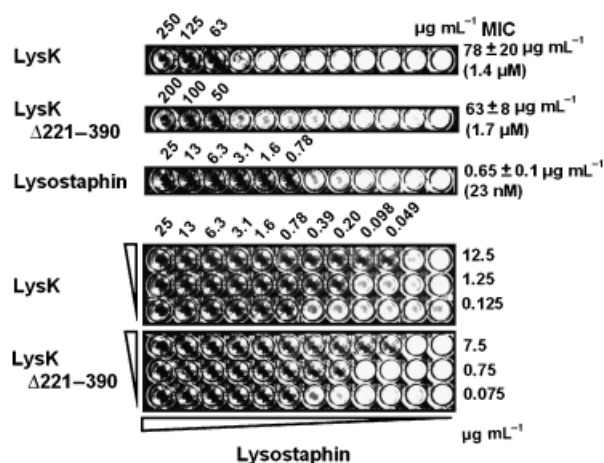 250 125 63 µg mL⁻¹ MIC
LysK 78 ± 20 µg mL⁻¹
(1.4 µM)
200 100 50
LysK 63 ± 8 µg mL⁻¹
Δ221–390 (1.7 µM)
25 13 6.3 3.1 1.6 0.78
Lysostaphin 0.65 ± 0.1 µg mL⁻¹
(23 nM)
25 13 6.3 3.1 1.6 0.78 0.39 0.20 0.098 0.049
12.5
LysK 1.25
0.125
7.5
LysK 0.75
Δ221–390 0.075
µg mL⁻¹
Lysostaphin